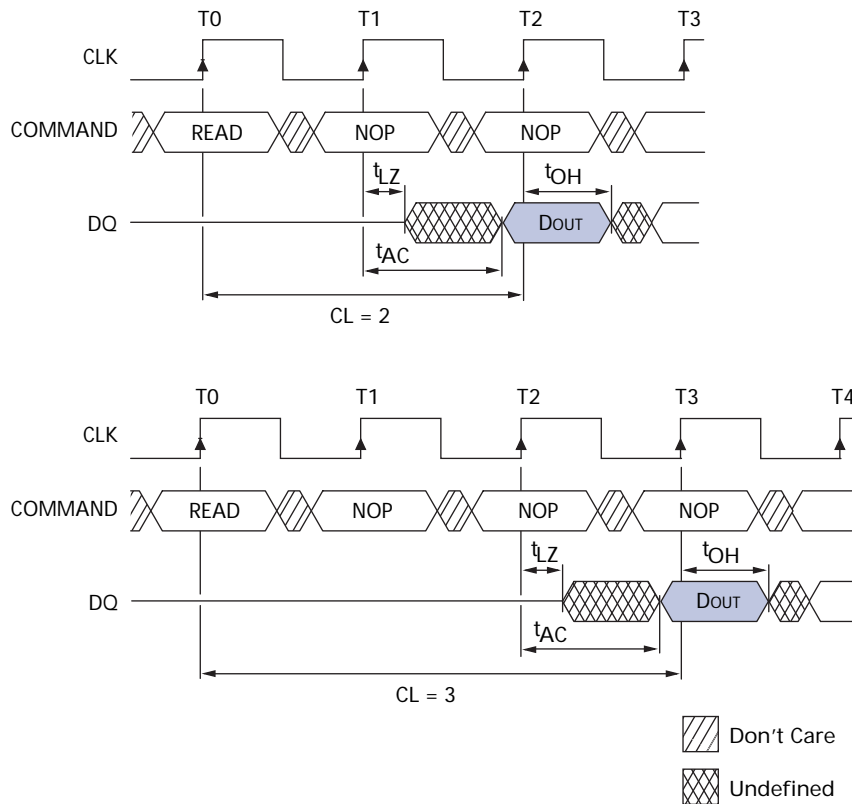 T0 T1 T2 T3
CLK
COMMAND READ NOP NOP
tLZ tOH
DQ DOUT
tAC
CL = 2
T0 T1 T2 T3 T4
CLK
COMMAND READ NOP NOP NOP
tLZ tOH
DQ DOUT
tAC
CL = 3
Don't Care
Undefined